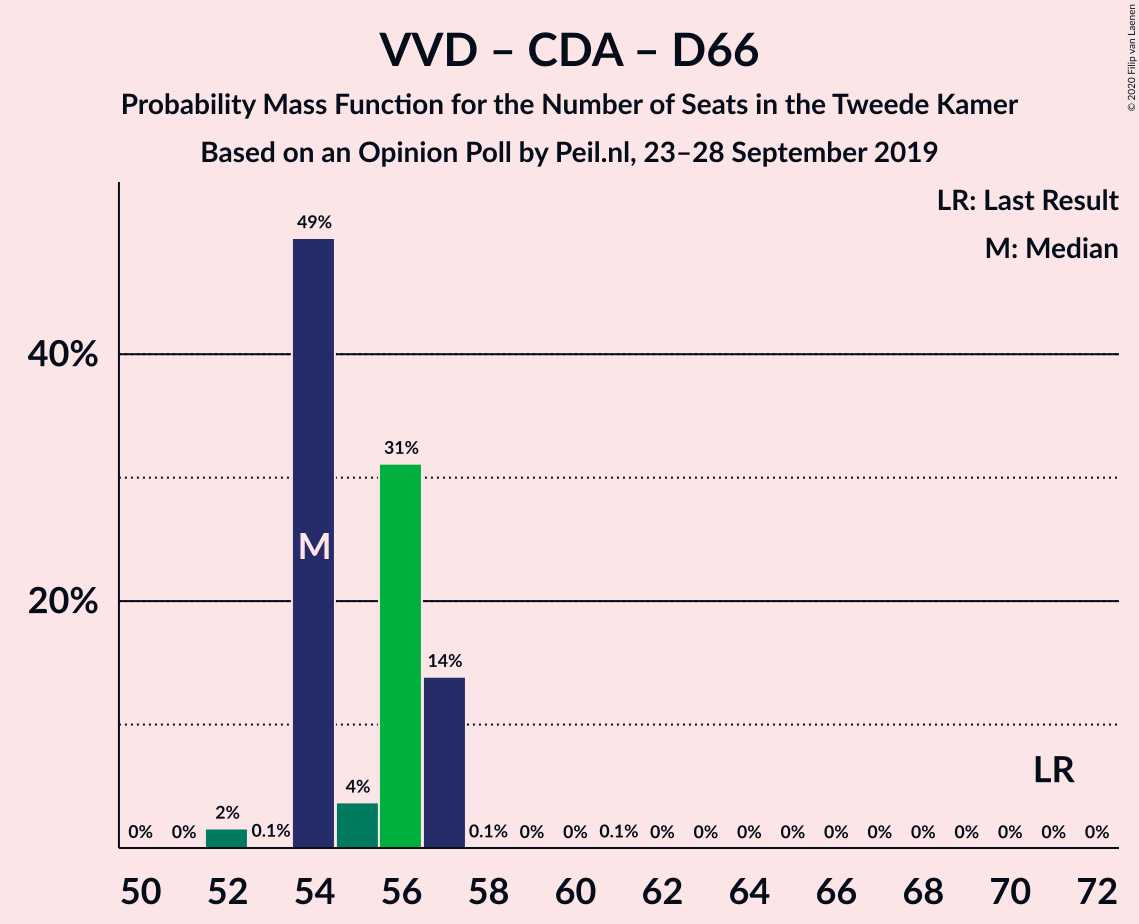 VVD – CDA – D66
Probability Mass Function for the Number of Seats in the Tweede Kamer
Based on an Opinion Poll by Peil.nl, 23–28 September 2019
© 2020 Filip van Laenen
LR: Last Result
M: Median
40%
20%
0% 0% 2% 0.1% 49% 4% 31% 14% 0.1% 0% 0% 0.1% 0% 0% 0% 0% 0% 0% 0% 0% 0% 0% 0%
M
LR
50 52 54 56 58 60 62 64 66 68 70 72